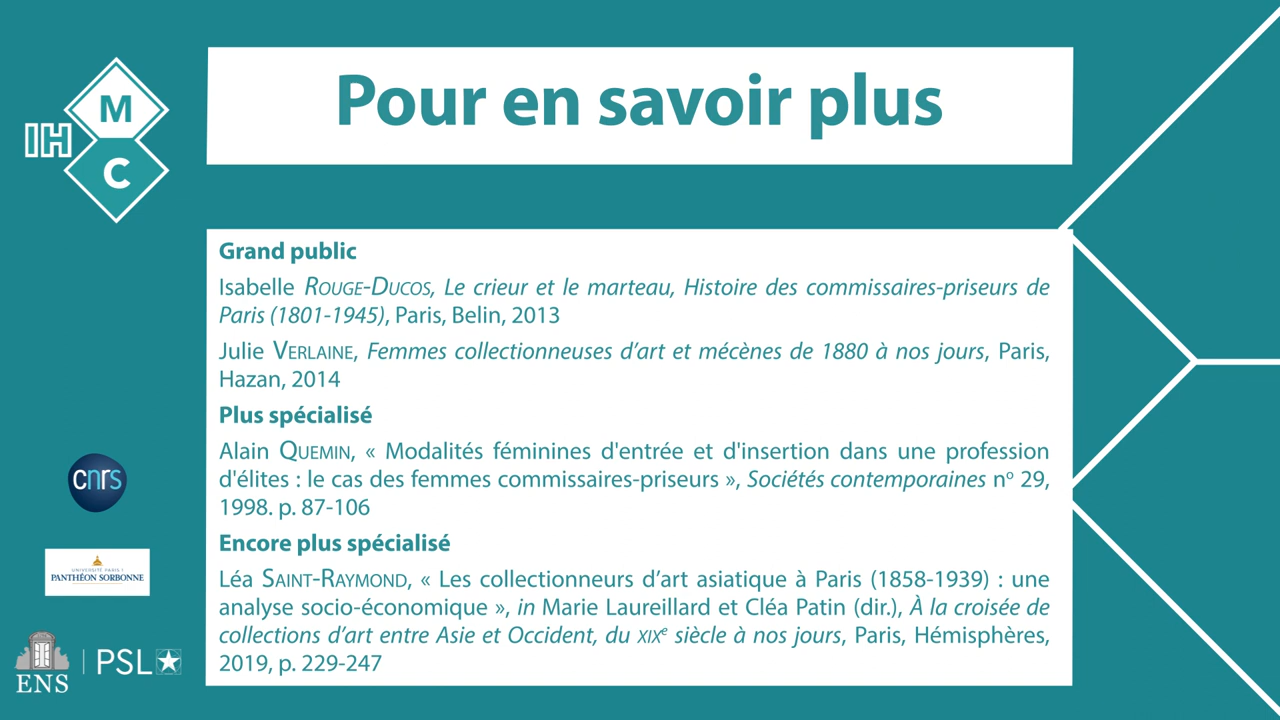 Pour en savoir plus
IH
M
C
Grand public
Isabelle ROUGE-DUCOS, Le crieur et le marteau, Histoire des commissaires-priseurs de
Paris (1801-1945), Paris, Belin, 2013
Julie VERLAINE, Femmes collectionneuses d’art et mécènes de 1880 à nos jours, Paris,
Hazan, 2014
Plus spécialisé
Alain QUEMIN, « Modalités féminines d'entrée et d'insertion dans une profession
d'élites : le cas des femmes commissaires-priseurs », Sociétés contemporaines nº 29,
1998. p. 87-106
Encore plus spécialisé
Léa SAINT-RAYMOND, « Les collectionneurs d’art asiatique à Paris (1858-1939) : une
analyse socio-économique », in Marie Laureillard et Cléa Patin (dir.), À la croisée de
collections d’art entre Asie et Occident, du XIXe siècle à nos jours, Paris, Hémisphères,
2019, p. 229-247
cnrs
UNIVERSITÉ PARIS 1
PANTHÉON SORBONNE
ENS | PSL